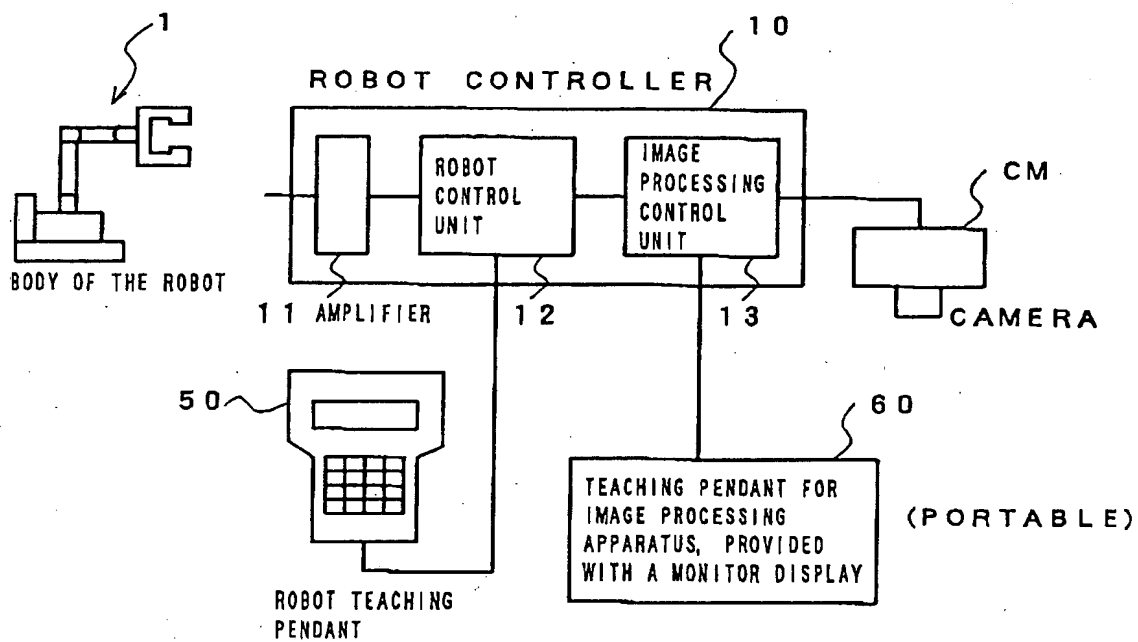 1
10
ROBOT CONTROLLER
ROBOT
CONTROL
UNIT
IMAGE
PROCESSING
CONTROL
UNIT
CM
BODY OF THE ROBOT
11 AMPLIFIER
12
13
CAMERA
50
60
TEACHING PENDANT FOR
IMAGE PROCESSING
APPARATUS, PROVIDED
WITH A MONITOR DISPLAY
(PORTABLE)
ROBOT TEACHING
PENDANT